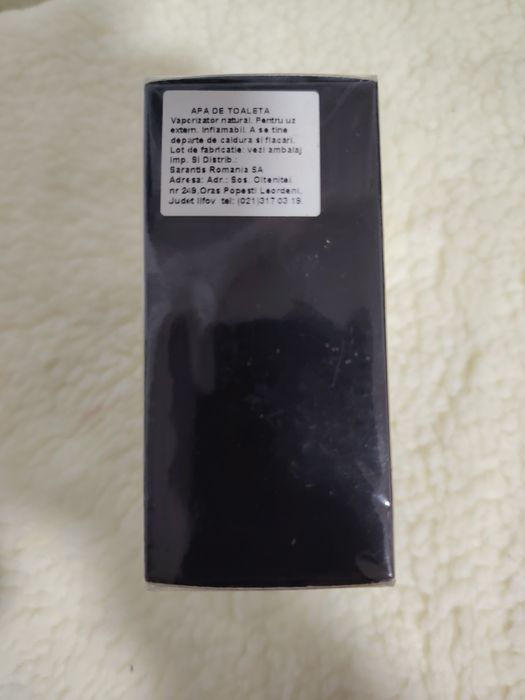 APA DE TOALETA
Vaporizator natural. Pentru uz
extern. Inflamabil. A se tine
departe de caldura si flacari.
Lot de fabricatie: vezi ambalaj
Imp. Si Distrib.:
Sarantis Romania SA
Adresa: Adr.: Sos. Oltenitei
nr 249,Oras Popesti Leordeni,
Judet Ilfov tel: (021)317 03 19.